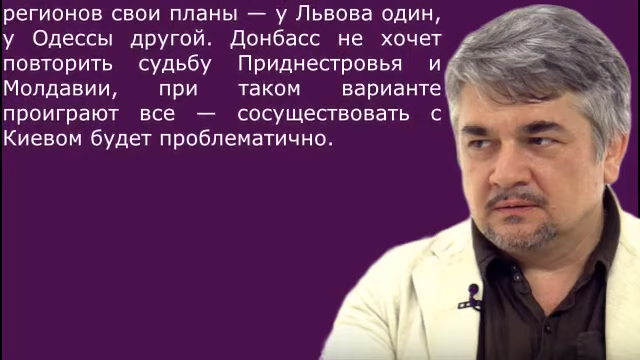 регионов свои планы — у Львова один,
у Одессы другой. Донбасс не хочет
повторить судьбу Приднестровья и
Молдавии, при таком варианте
проиграют все — сосуществовать с
Киевом будет проблематично.